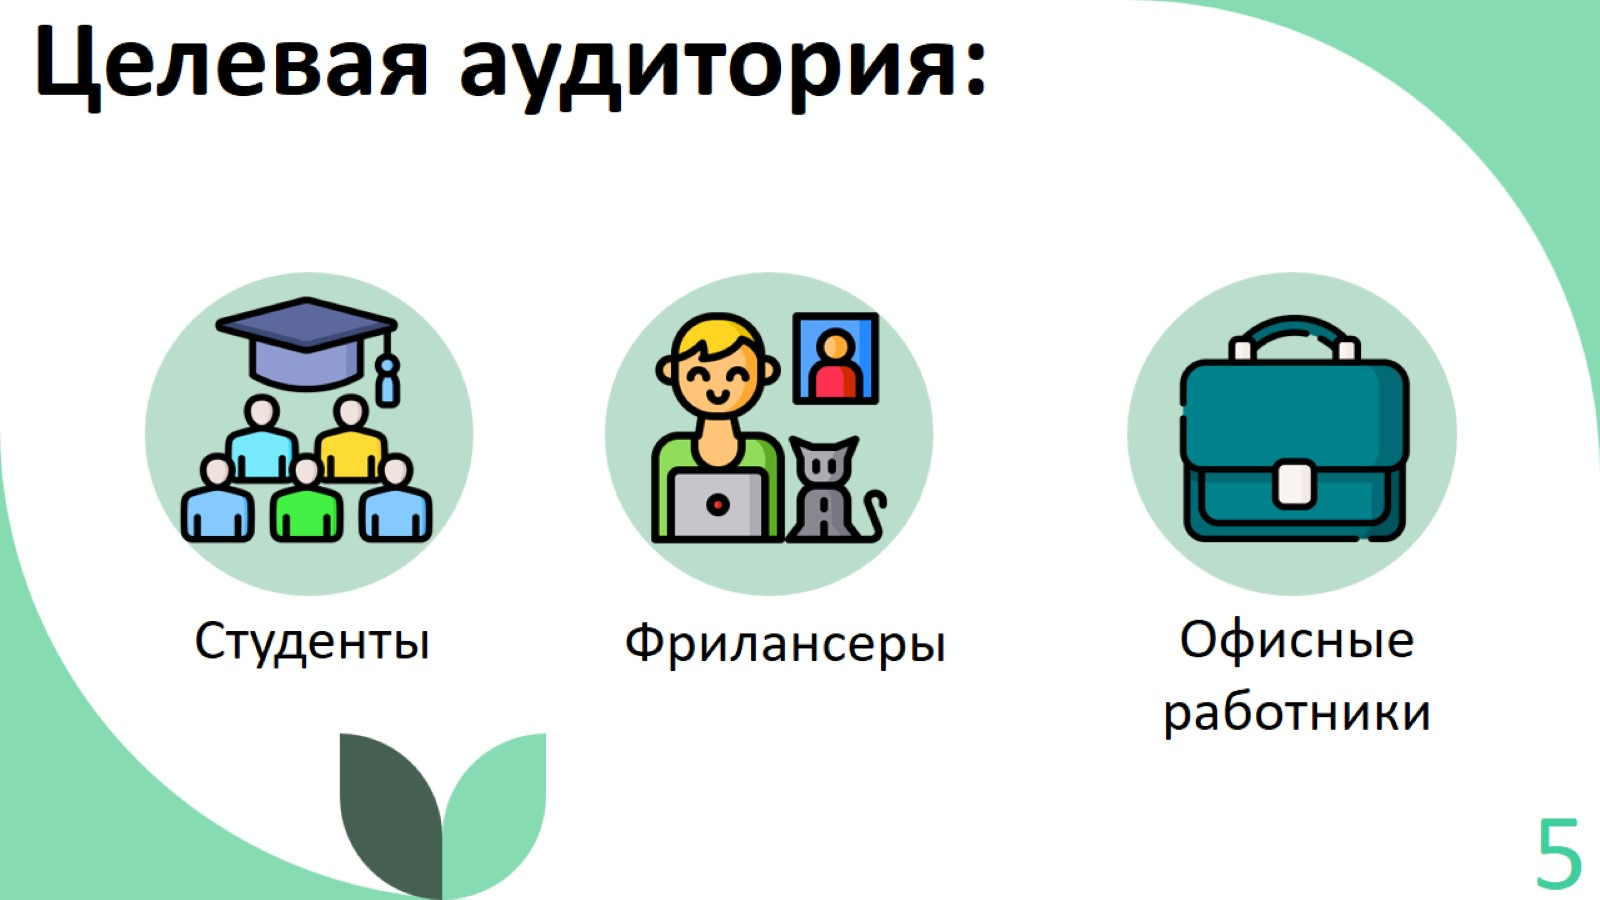 Целевая аудитория:
Студенты
Фрилансеры
Офисные
работники
5